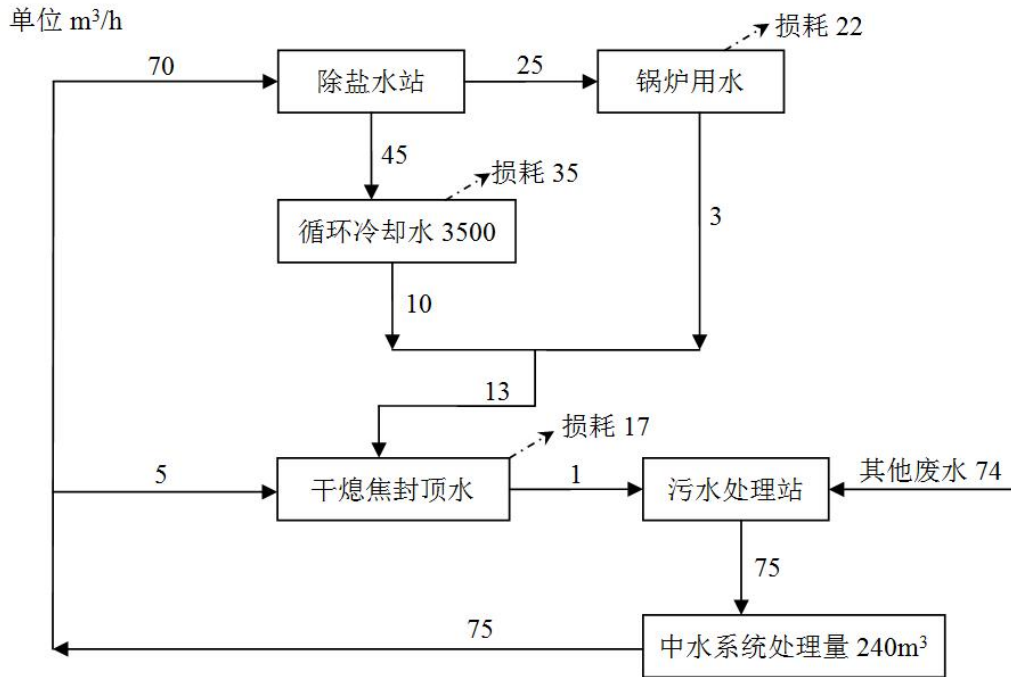 单位 m³/h
损耗 22
70
除盐水站
25
锅炉用水
45
损耗 35
循环冷却水 3500
3
10
13
损耗 17
5
干熄焦封顶水
1
污水处理站
其他废水 74
75
75
中水系统处理量 240m³